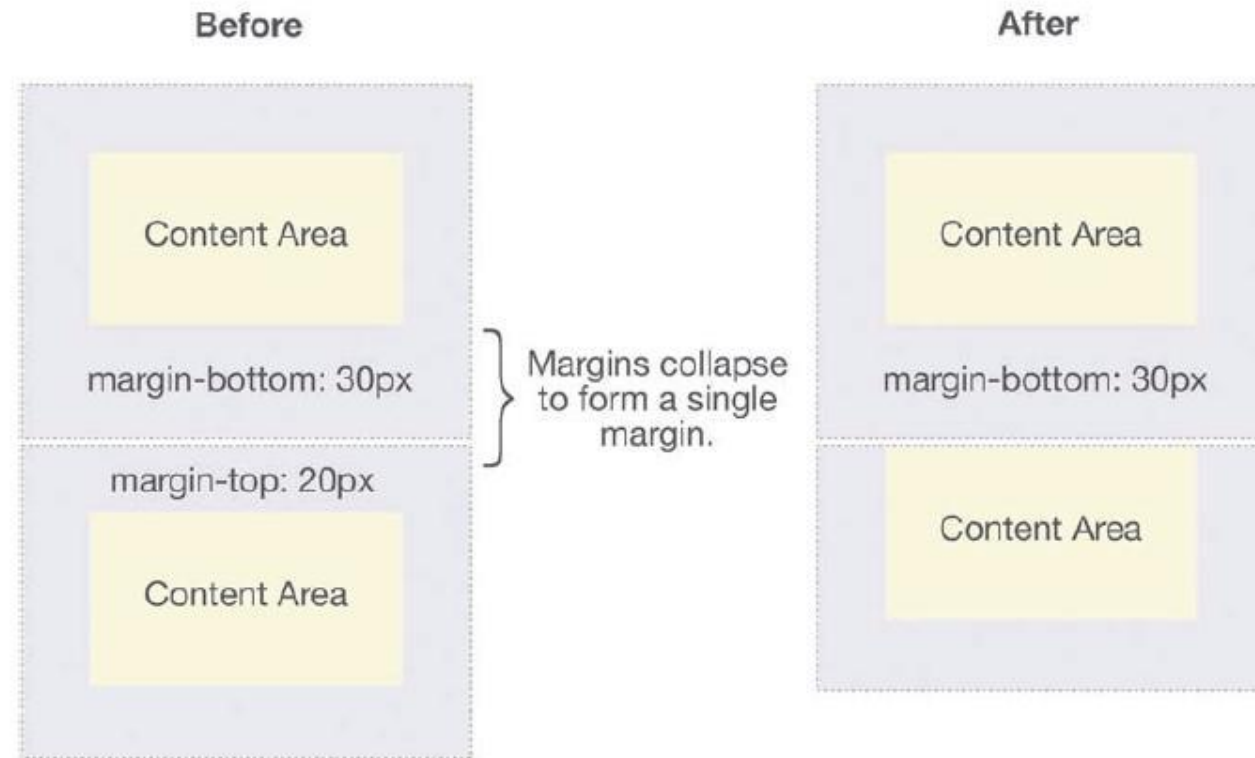 Before
Content Area
margin-bottom: 30px
margin-top: 20px
Content Area
Margins collapse
to form a single
margin.
After
Content Area
margin-bottom: 30px
Content Area